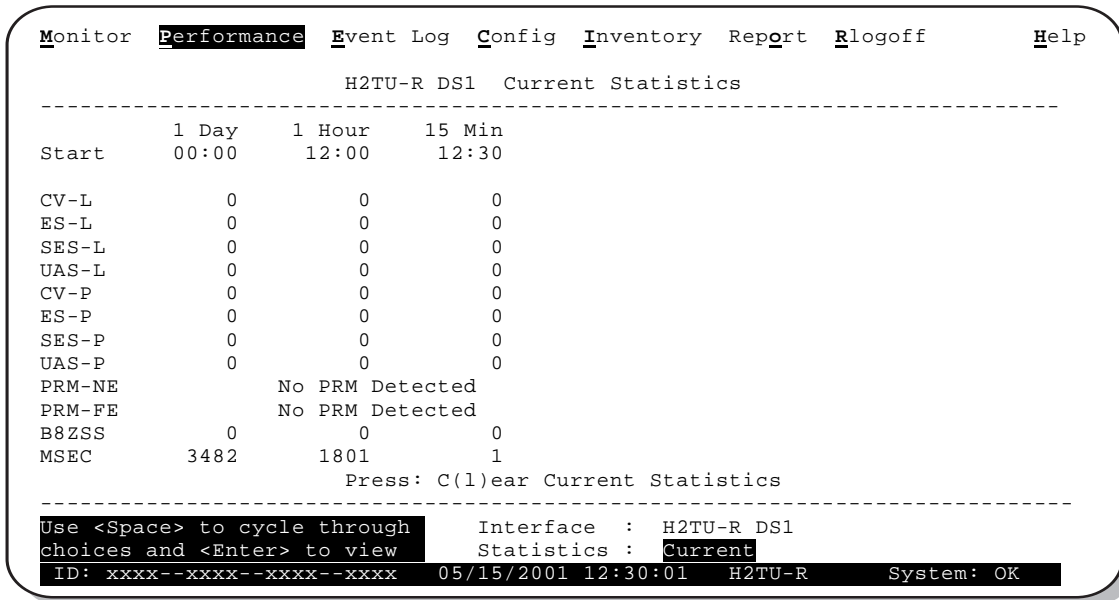 Monitor Performance Event Log Config Inventory Report Rlogoff Help
H2TU-R DS1 Current Statistics
--------------------------------------------------------------------------------
1 Day 1 Hour 15 Min
Start 00:00 12:00 12:30
CV-L 0 0 0
ES-L 0 0 0
SES-L 0 0 0
UAS-L 0 0 0
CV-P 0 0 0
ES-P 0 0 0
SES-P 0 0 0
UAS-P 0 0 0
PRM-NE No PRM Detected
PRM-FE No PRM Detected
B8ZSS 0 0 0
MSEC 3482 1801 1
Press: C(l)ear Current Statistics
--------------------------------------------------------------------------------
Use <Space> to cycle through Interface : H2TU-R DS1
choices and <Enter> to view Statistics : Current
ID: xxxx--xxxx--xxxx--xxxx 05/15/2001 12:30:01 H2TU-R System: OK